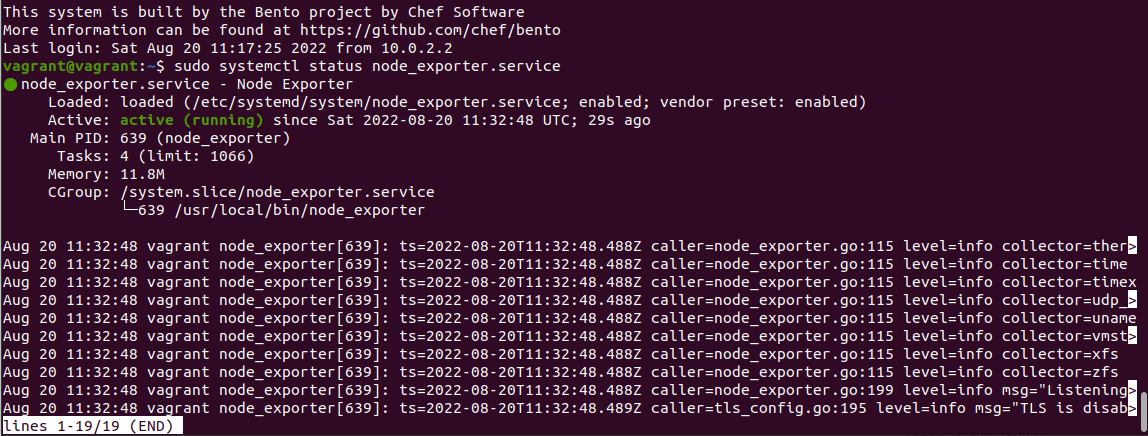 This system is built by the Bento project by Chef Software
More information can be found at https://github.com/chef/bento
Last login: Sat Aug 20 11:17:25 2022 from 10.0.2.2
vagrant@vagrant:~$ sudo systemctl status node_exporter.service
● node_exporter.service - Node Exporter
     Loaded: loaded (/etc/systemd/system/node_exporter.service; enabled; vendor preset: enabled)
     Active: active (running) since Sat 2022-08-20 11:32:48 UTC; 29s ago
   Main PID: 639 (node_exporter)
      Tasks: 4 (limit: 1066)
     Memory: 11.8M
     CGroup: /system.slice/node_exporter.service
             └─639 /usr/local/bin/node_exporter
Aug 20 11:32:48 vagrant node_exporter[639]: ts=2022-08-20T11:32:48.488Z caller=node_exporter.go:115 level=info collector=ther>
Aug 20 11:32:48 vagrant node_exporter[639]: ts=2022-08-20T11:32:48.488Z caller=node_exporter.go:115 level=info collector=time
Aug 20 11:32:48 vagrant node_exporter[639]: ts=2022-08-20T11:32:48.488Z caller=node_exporter.go:115 level=info collector=timex
Aug 20 11:32:48 vagrant node_exporter[639]: ts=2022-08-20T11:32:48.488Z caller=node_exporter.go:115 level=info collector=udp_>
Aug 20 11:32:48 vagrant node_exporter[639]: ts=2022-08-20T11:32:48.488Z caller=node_exporter.go:115 level=info collector=uname
Aug 20 11:32:48 vagrant node_exporter[639]: ts=2022-08-20T11:32:48.488Z caller=node_exporter.go:115 level=info collector=vmst>
Aug 20 11:32:48 vagrant node_exporter[639]: ts=2022-08-20T11:32:48.488Z caller=node_exporter.go:115 level=info collector=xfs
Aug 20 11:32:48 vagrant node_exporter[639]: ts=2022-08-20T11:32:48.488Z caller=node_exporter.go:115 level=info collector=zfs
Aug 20 11:32:48 vagrant node_exporter[639]: ts=2022-08-20T11:32:48.488Z caller=node_exporter.go:199 level=info msg="Listening>
Aug 20 11:32:48 vagrant node_exporter[639]: ts=2022-08-20T11:32:48.489Z caller=tls_config.go:195 level=info msg="TLS is disab>
lines 1-19/19 (END)